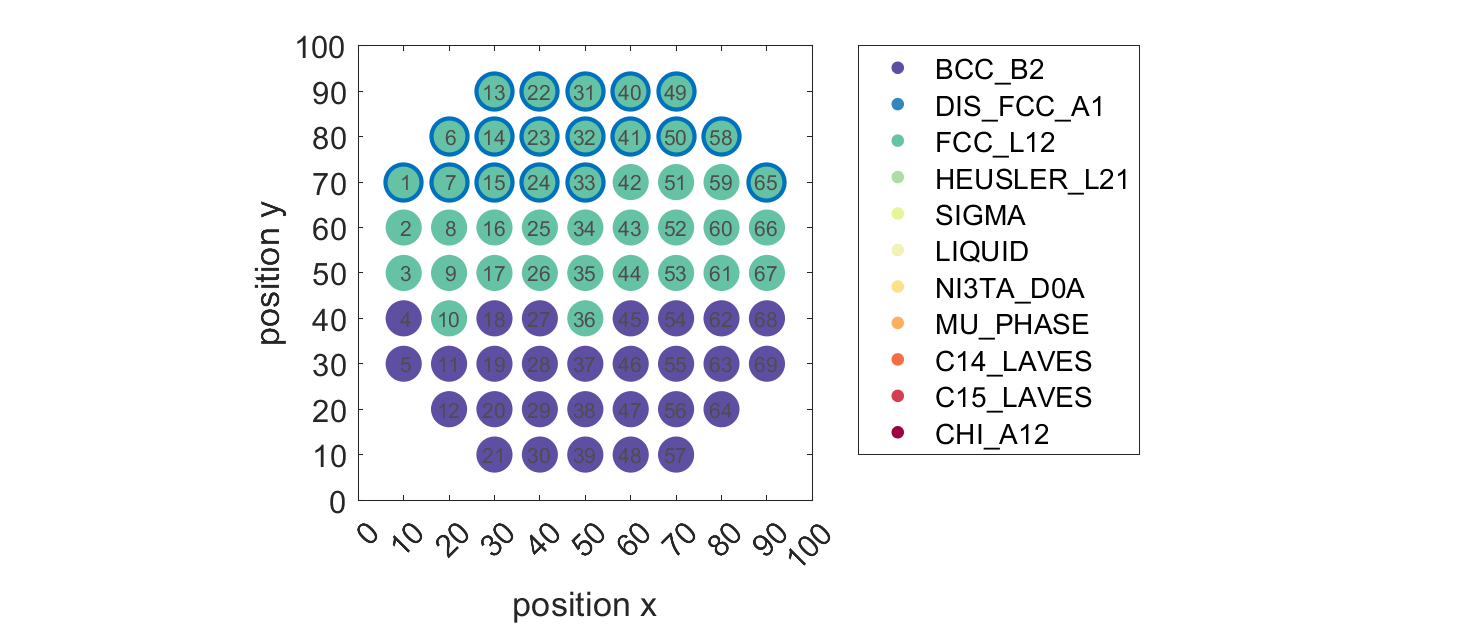 100
90
80
70
60
50
40
30
20
10
0
13 22 31 40 49
6 14 23 32 41 50 58
1 7 15 24 33 42 51 59 65
2 8 16 25 34 43 52 60 66
3 9 17 26 35 44 53 61 67
4 10 18 27 36 45 54 62 68
5 11 19 28 37 46 55 63 69
12 20 29 38 47 56 64
21 30 39 48 57
0 10 20 30 40 50 60 70 80 90 100
position x
position y
BCC_B2
DIS_FCC_A1
FCC_L12
HEUSLER_L21
SIGMA
LIQUID
NI3TA_D0A
MU_PHASE
C14_LAVES
C15_LAVES
CHI_A12